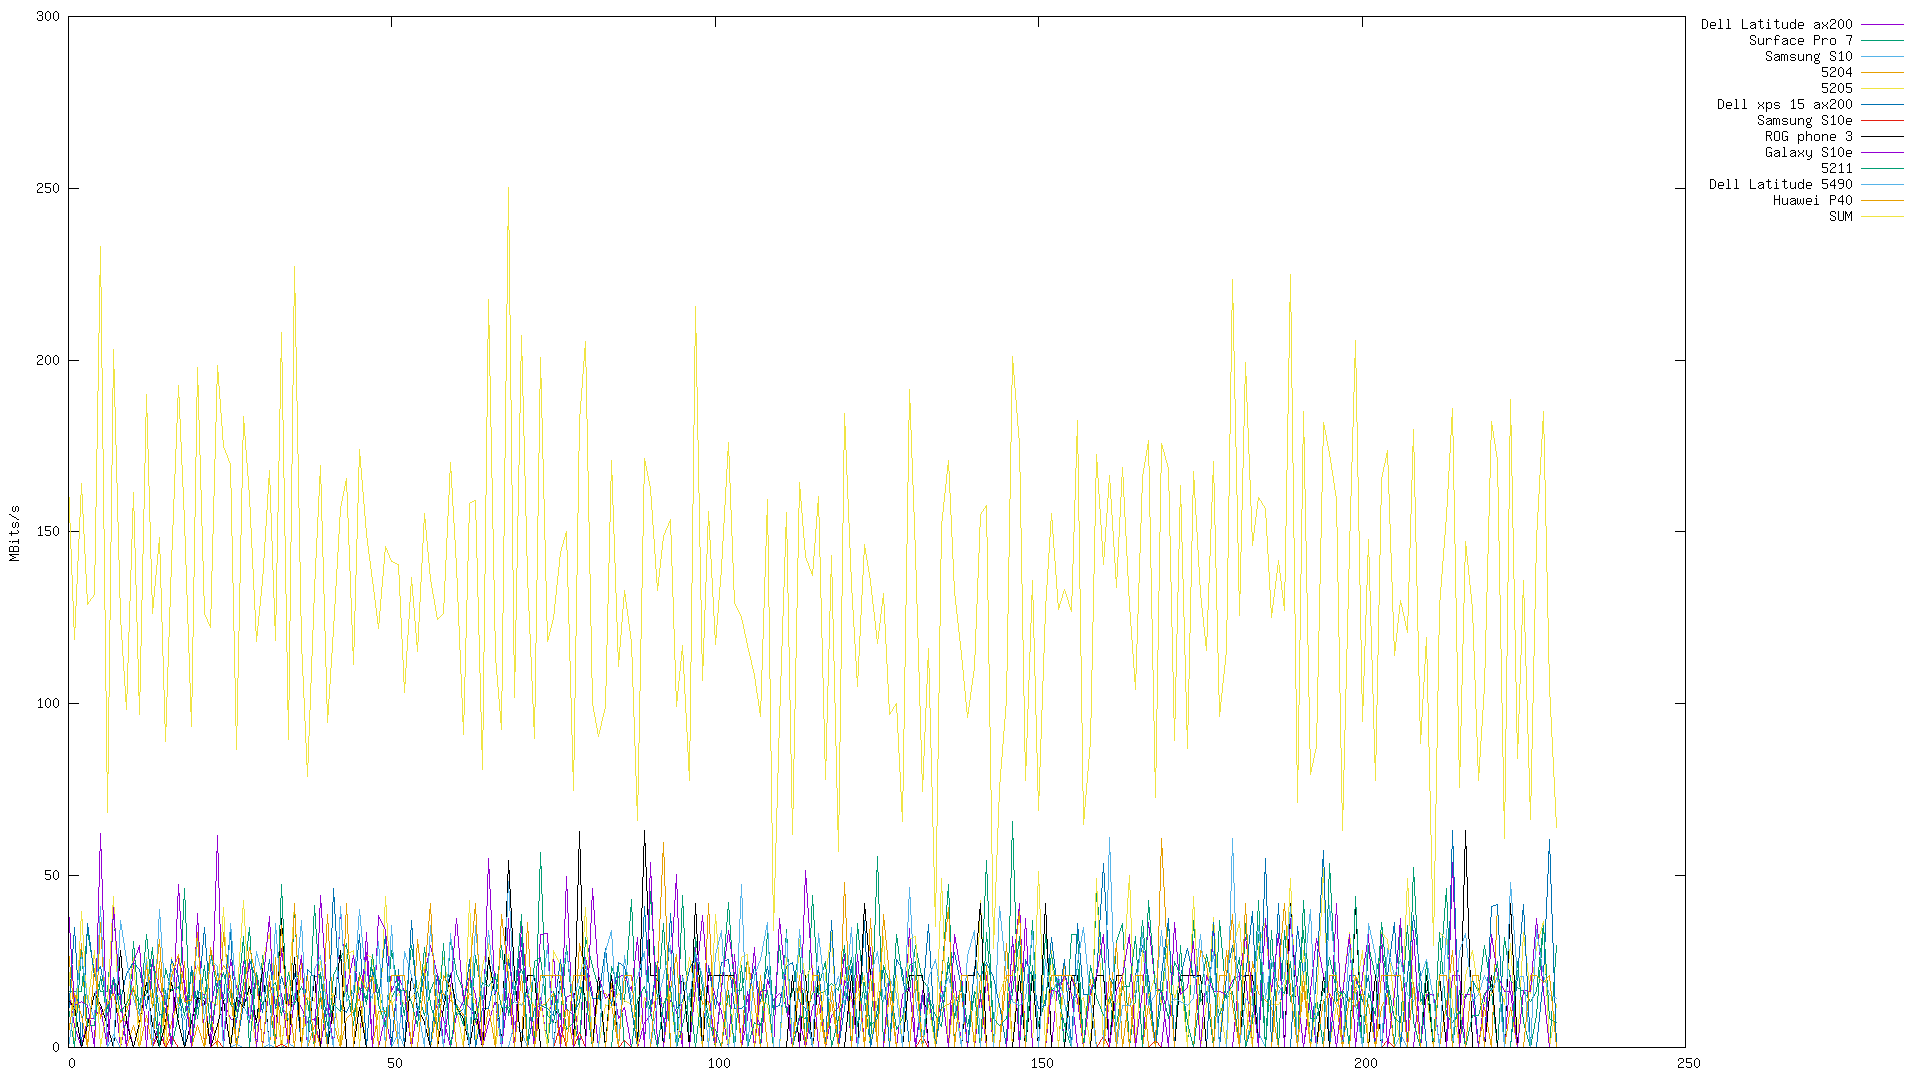 300
250
200
150
100
50
0
MBits/s
0 50 100 150 200 250
Dell Latitude ax200
Surface Pro 7
Samsung S10
5204
5205
Dell xps 15 ax200
Samsung S10e
ROG phone 3
Galaxy S10e
5211
Dell Latitude 5490
Huawei P40
SUM